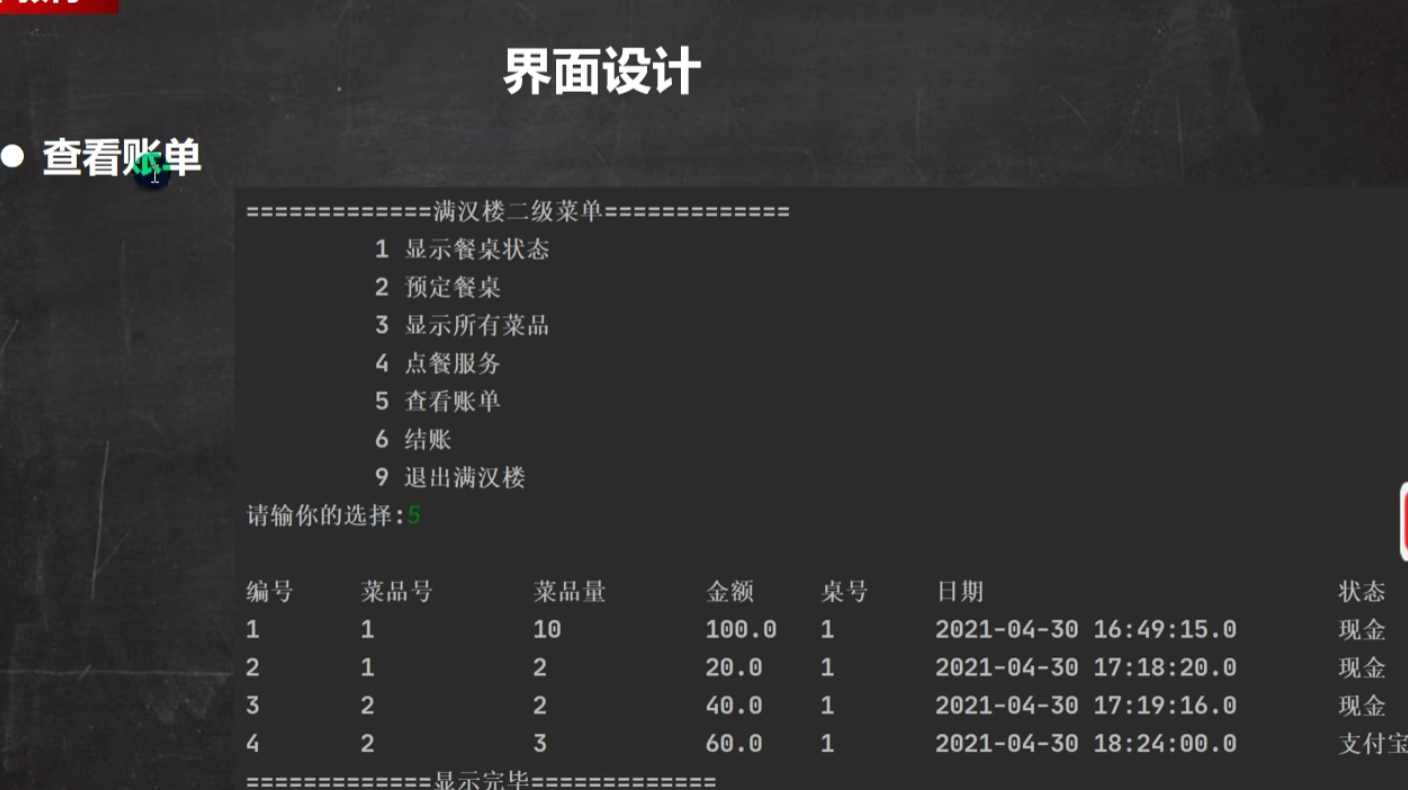 界面设计
● 查看账单
=============满汉楼二级菜单=============
1 显示餐桌状态
2 预定餐桌
3 显示所有菜品
4 点餐服务
5 查看账单
6 结账
9 退出满汉楼
请输你的选择:5
编号 菜品号 菜品量 金额 桌号 日期 状态
1 1 10 100.0 1 2021-04-30 16:49:15.0 现金
2 1 2 20.0 1 2021-04-30 17:18:20.0 现金
3 2 2 40.0 1 2021-04-30 17:19:16.0 现金
4 2 3 60.0 1 2021-04-30 18:24:00.0 支付宝
=============显示完毕=============